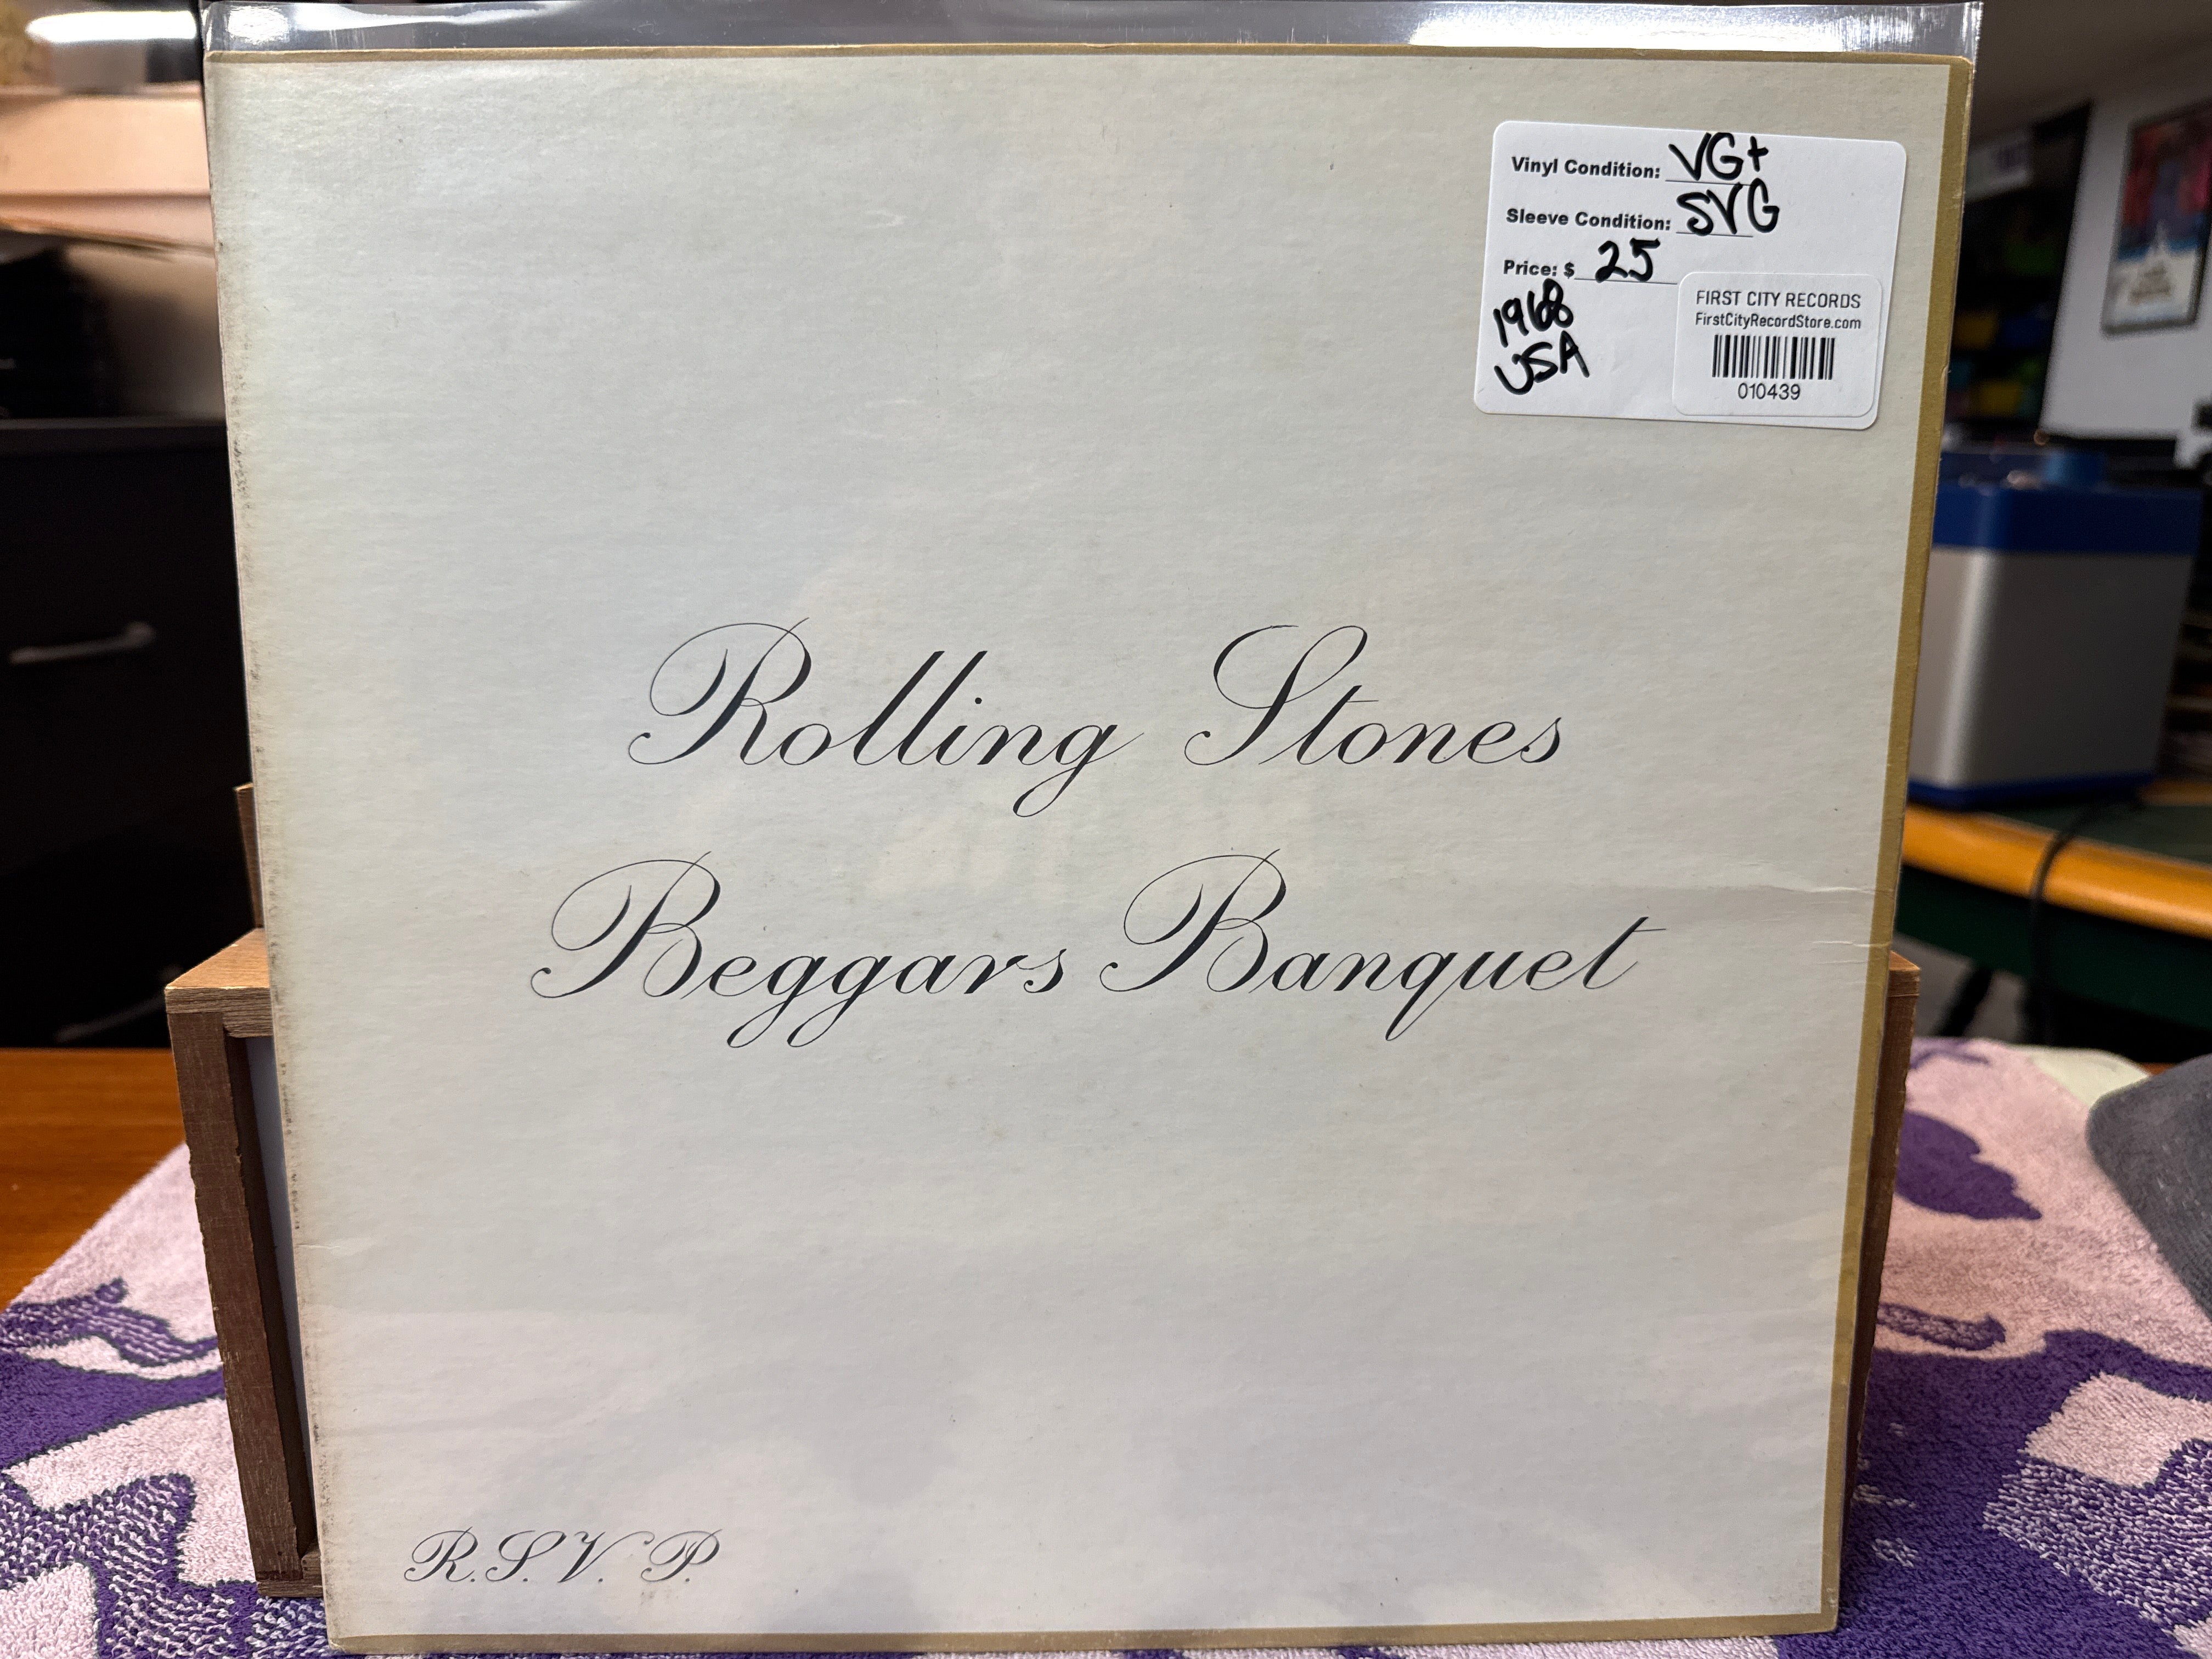 Vinyl Condition: VG+
Sleeve Condition: SVG
Price: $ 25
1968
USA
FIRST CITY RECORDS
FirstCityRecordStore.com
010439
Rolling Stones
Beggars Banquet
R.S.V.P.